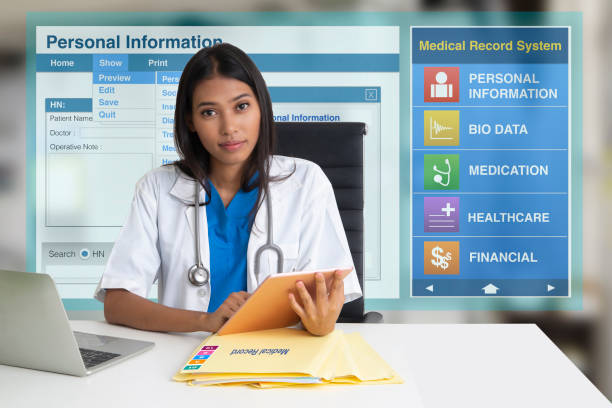 Personal Information
Home Show Print
Preview
Edit
Save
Quit
HN:
Patient Name
Doctor :
Operative Note :
Search HN
X
sonal Information
Medical Record System
PERSONAL
INFORMATION
BIO DATA
MEDICATION
HEALTHCARE
FINANCIAL
Medical Record